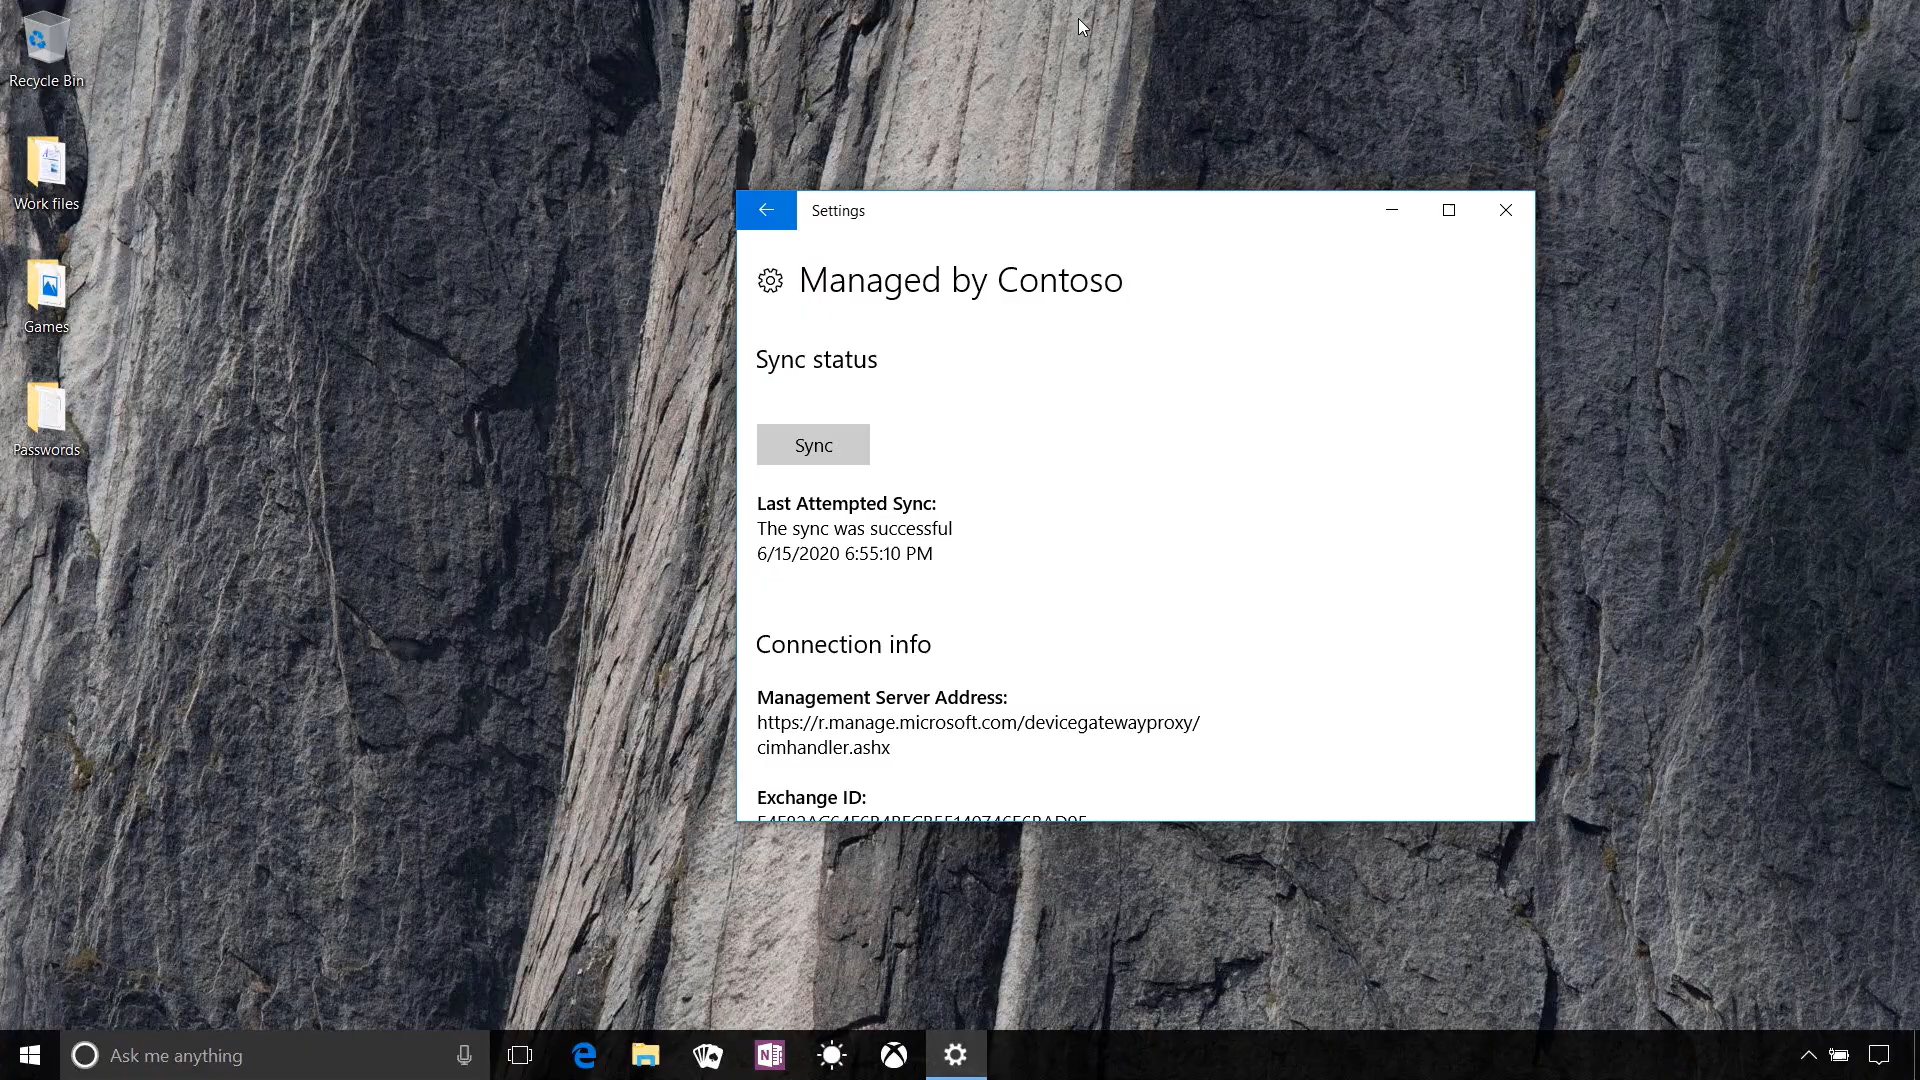 Recycle Bin
Work files
Games
Passwords
Settings
Managed by Contoso
Sync status
Sync
Last Attempted Sync:
The sync was successful
6/15/2020 6:55:10 PM
Connection info
Management Server Address:
https://r.manage.microsoft.com/devicegatewayproxy/
cimhandler.ashx
Exchange ID:
Ask me anything